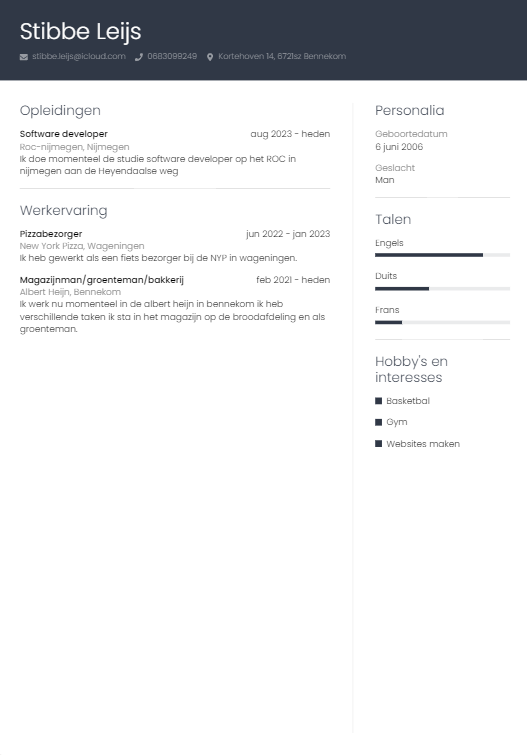 Stibbe Leijs
stibbe.leijs@icloud.com 0683099249 Kortehoven 14, 6721sz Bennekom
Opleidingen
Software developer aug 2023 - heden
Roc-nijmegen, Nijmegen
Ik doe momenteel de studie software developer op het ROC in
nijmegen aan de Heyendaalse weg
Werkervaring
Pizzabezorger jun 2022 - jan 2023
New York Pizza, Wageningen
Ik heb gewerkt als een fiets bezorger bij de NYP in wageningen.
Magazijnman/groenteman/bakkerij feb 2021 - heden
Albert Heijn, Bennekom
Ik werk nu momenteel in de albert heijn in bennekom ik heb
verschillende taken ik sta in het magazijn op de broodafdeling en als
groenteman.
Personalia
Geboortedatum
6 juni 2006
Geslacht
Man
Talen
Engels
Duits
Frans
Hobby's en
interesses
Basketbal
Gym
Websites maken